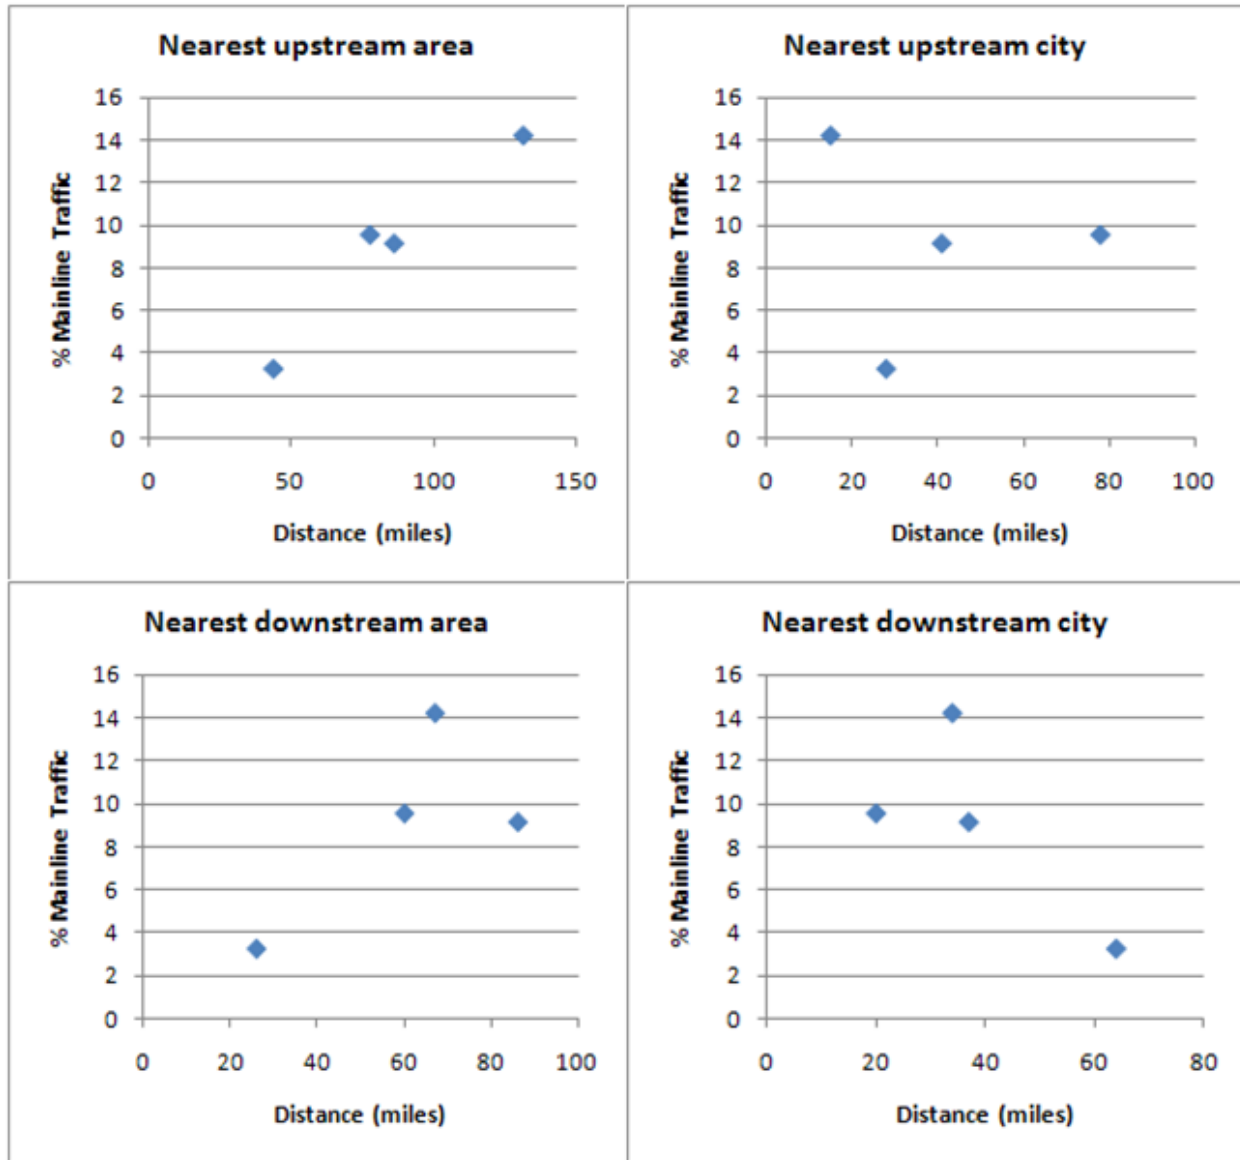 Nearest upstream area
16
14
12
10
8
6
4
2
0
% Mainline Traffic
0 50 100 150
Distance (miles)
Nearest upstream city
16
14
12
10
8
6
4
2
0
% Mainline Traffic
0 20 40 60 80 100
Distance (miles)
Nearest downstream area
16
14
12
10
8
6
4
2
0
% Mainline Traffic
0 20 40 60 80 100
Distance (miles)
Nearest downstream city
16
14
12
10
8
6
4
2
0
% Mainline Traffic
0 20 40 60 80
Distance (miles)